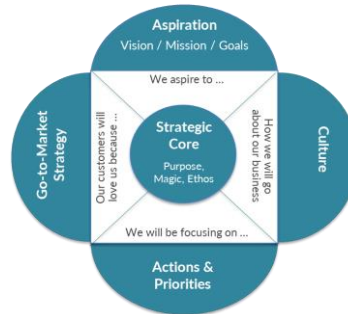 Aspiration
Vision / Mission / Goals
We aspire to ...
Go-to-Market
Strategy
Our customers will
love us because ...
Strategic
Core
Purpose,
Magic, Ethos
How we will go
about our business
Culture
We will be focusing on ...
Actions &
Priorities